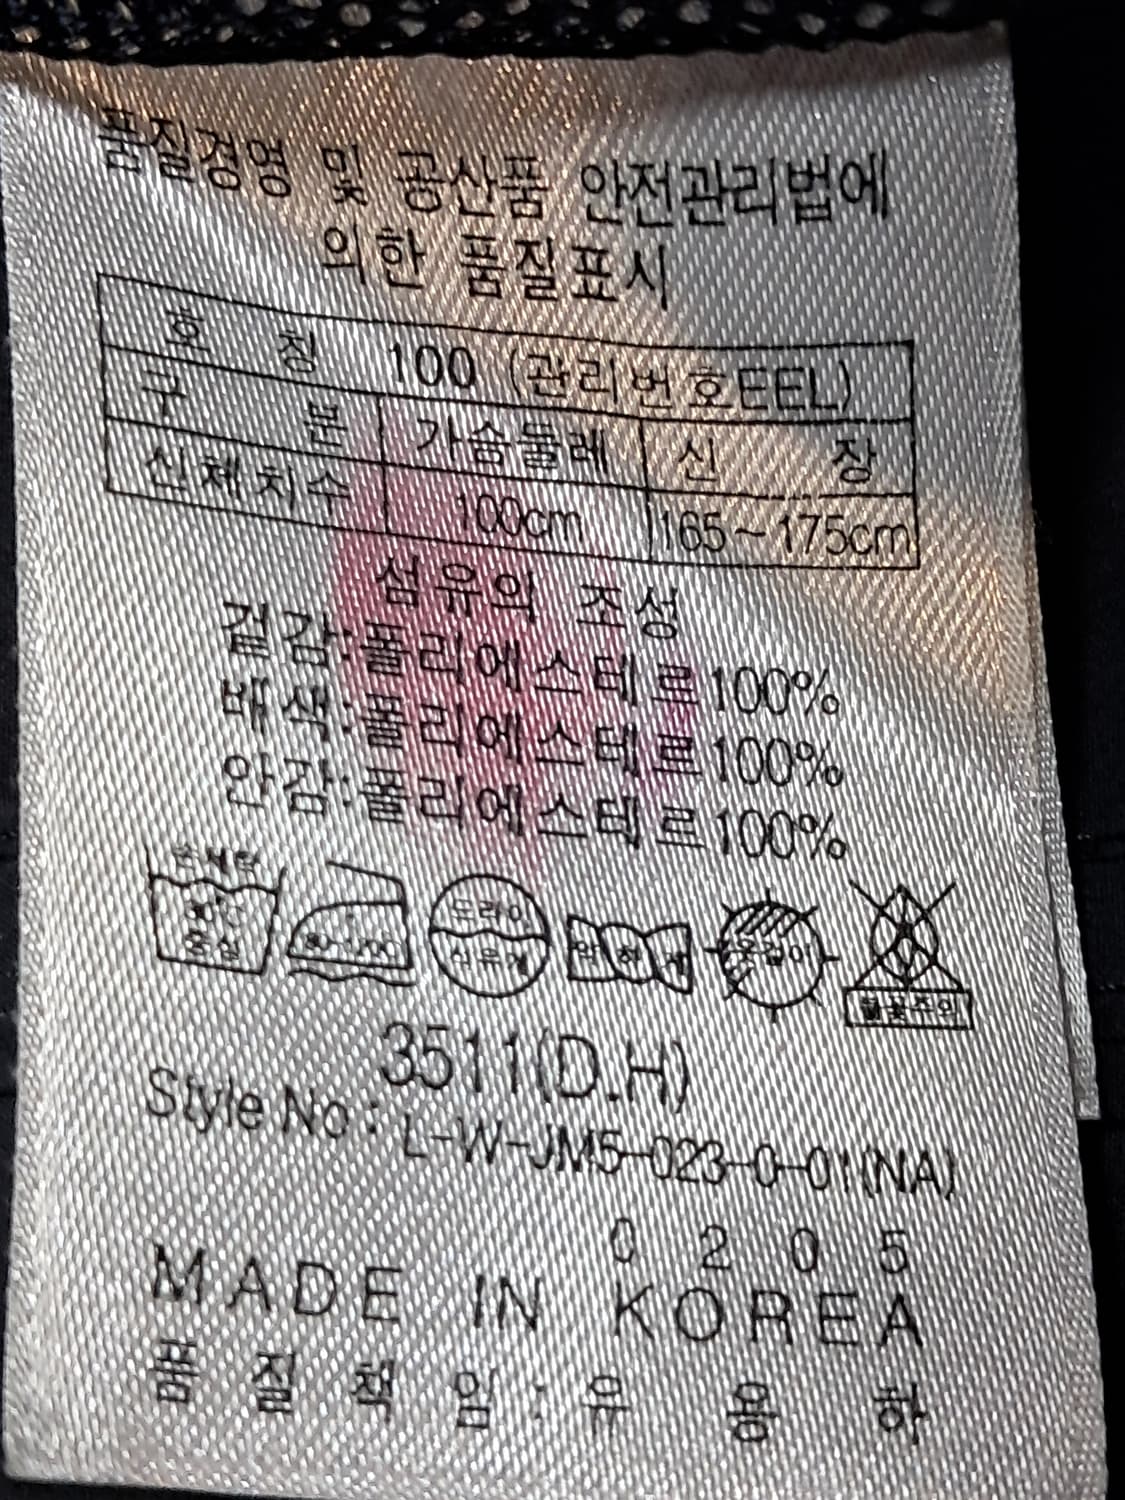 품질경영 및 공산품 안전관리법에
의한 품질표시
호 칭 100 (관리번호EEL)
구 분 가슴둘레 신 장
신체치수 100cm 165~175cm
섬유의 조성
겉감:폴리에스테르100%
배색:폴리에스테르100%
안감:폴리에스테르100%
손세탁 중성 드라이 석유계 약하게 옷걸이 불꽃주의
3511(D.H)
Style No : L-W-JM5-023-0-01(NA)
0205
MADE IN KOREA
품질책임:유용하